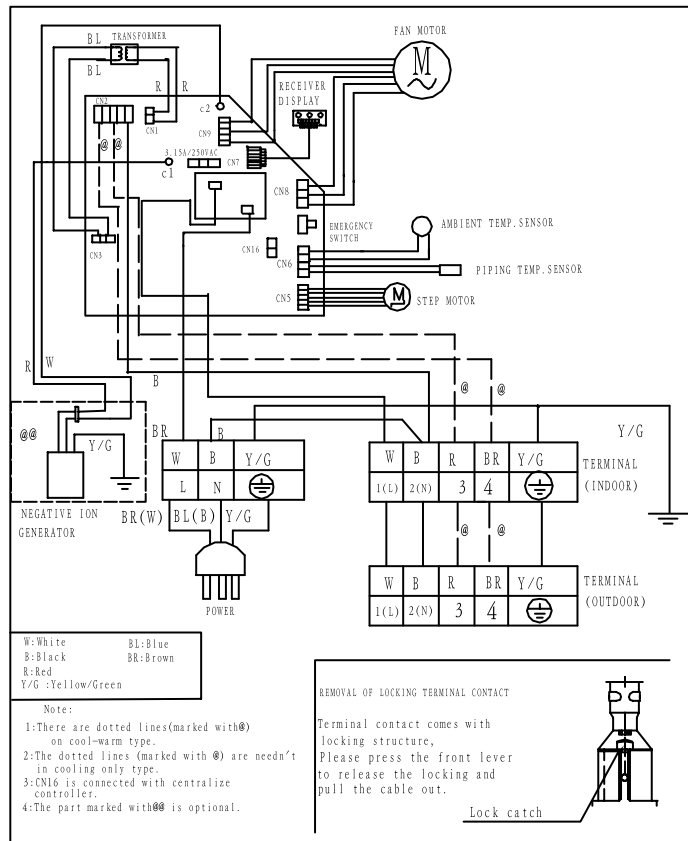 FAN MOTOR
BL TRANSFORMER
M
BL
R R
RECEIVER
DISPLAY
CN2
c2
CN1
CN9
@ @
3.15A/250VAC
CN7
c1
CN8
AMBIENT TEMP.SENSOR
EMERGENCY
SWITCH
CN16
CN3
CN6
PIPING TEMP.SENSOR
CN5
M
STEP MOTOR
R W
B
@ @
@@
Y/G
BR B
Y/G
W B Y/G
W B R BR Y/G
TERMINAL
(INDOOR)
L N
1(L) 2(N) 3 4
NEGATIVE ION
GENERATOR
BR(W) BL(B) Y/G
@ @
POWER
W B R BR Y/G
TERMINAL
(OUTDOOR)
1(L) 2(N) 3 4
W:White BL:Blue
B:Black BR:Brown
R:Red
Y/G :Yellow/Green
Note:
1:There are dotted lines(marked with@)
on cool-warm type.
2:The dotted lines (marked with @) are needn't
in cooling only type.
3:CN16 is connected with centralize
controller.
4:The part marked with@@ is optional.
REMOVAL OF LOCKING TERMINAL CONTACT
Terminal contact comes with
locking structure,
Please press the front lever
to release the locking and
pull the cable out.
Lock catch